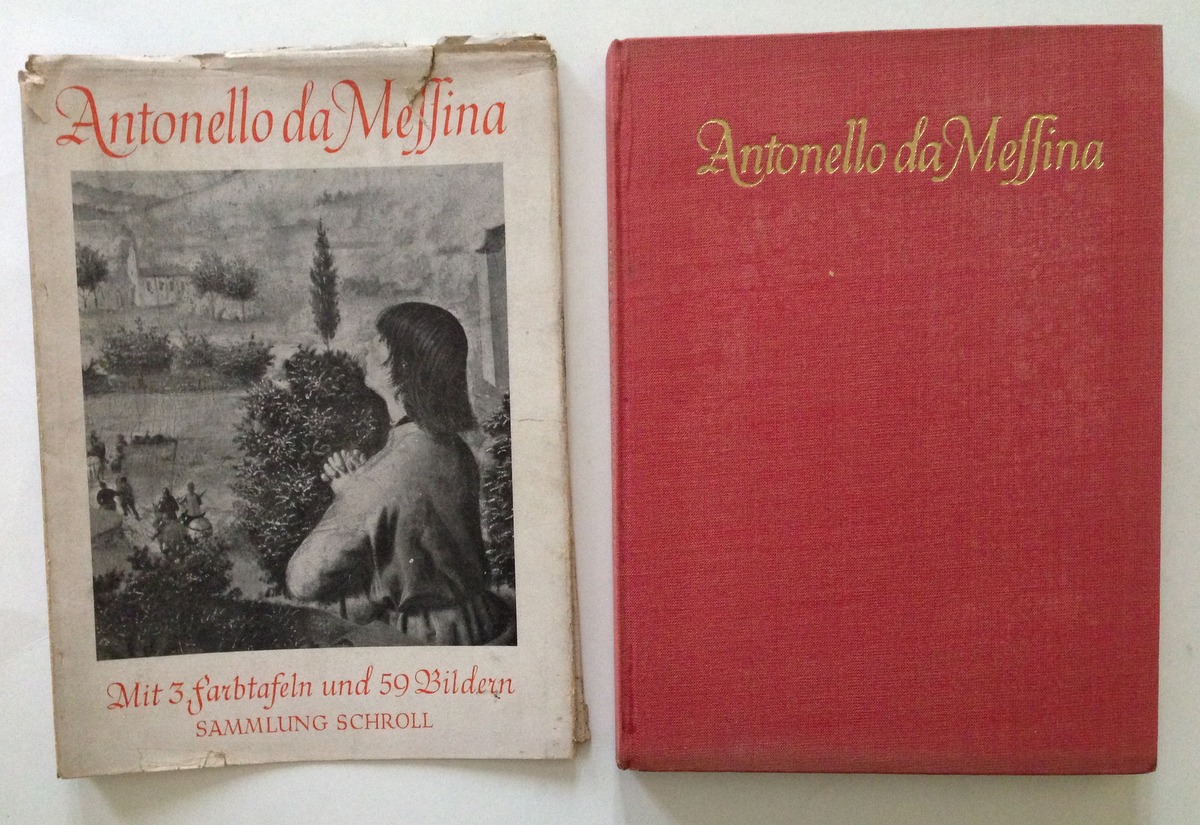 Antonello da Meſſina
Mit 3 Farbtafeln und 59 Bildern
SAMMLUNG SCHROLL
Antonello da Meſſina